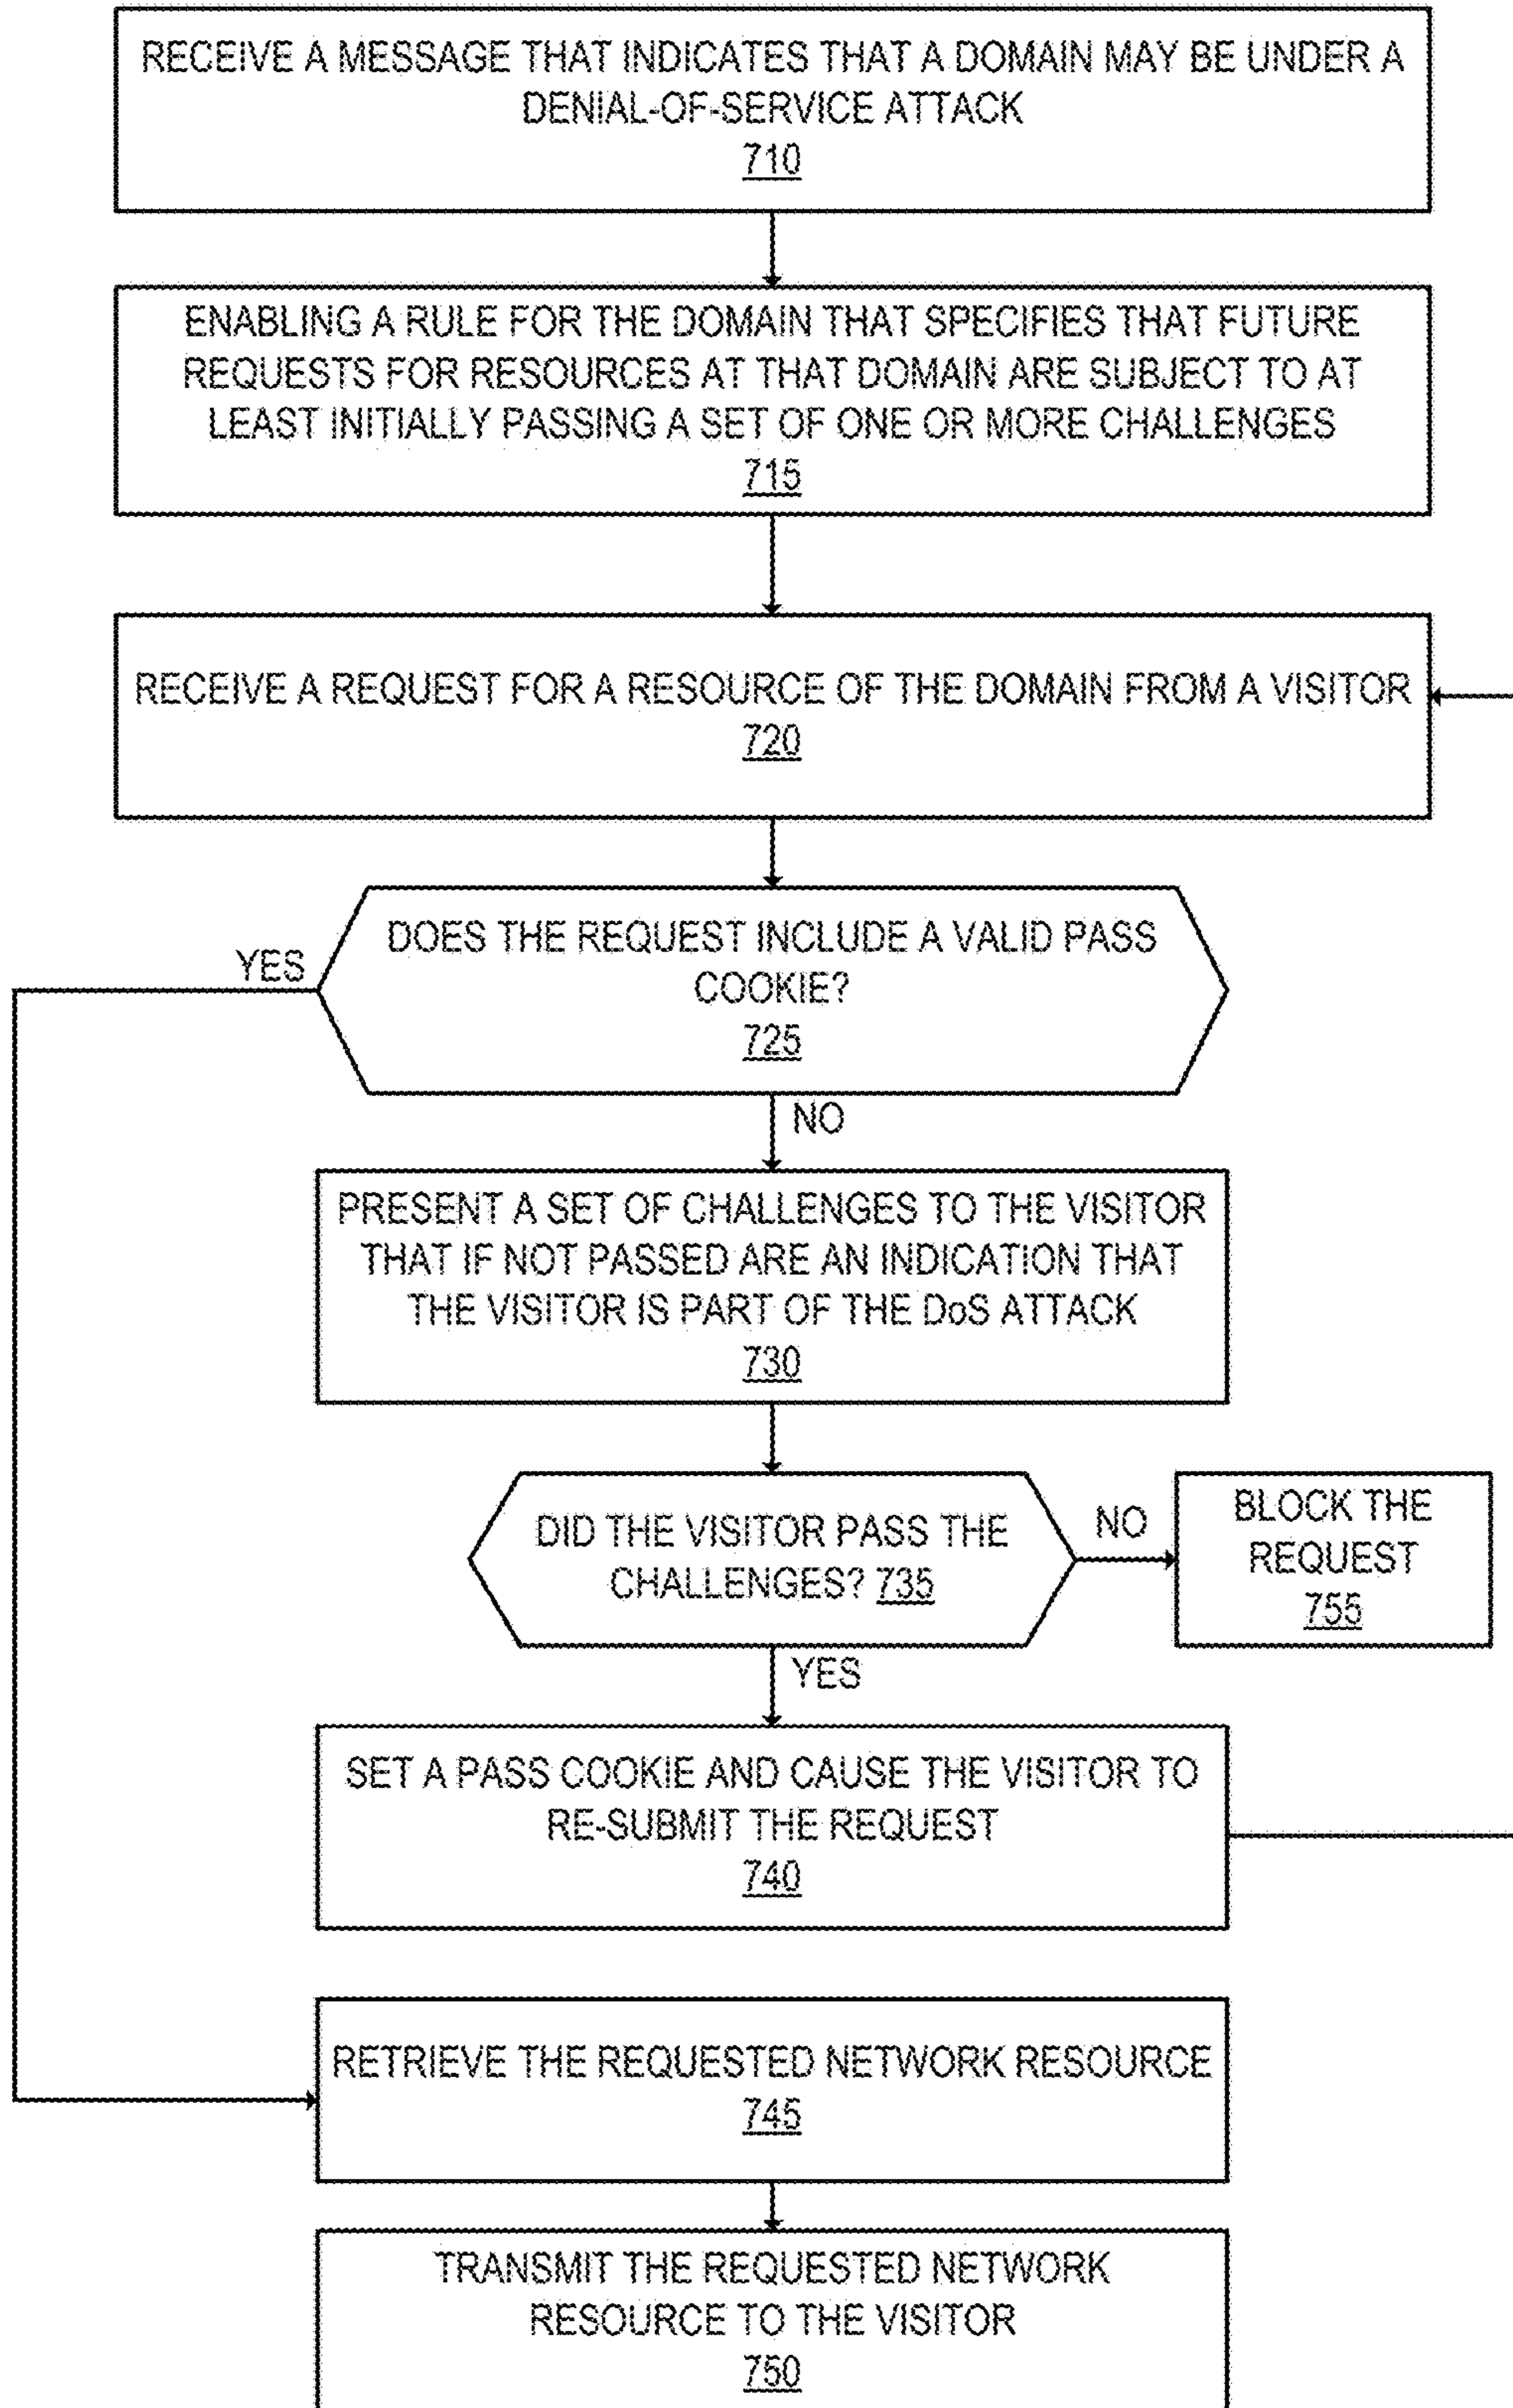 RECEIVE A MESSAGE THAT INDICATES THAT A DOMAIN MAY BE UNDER A
DENIAL-OF-SERVICE ATTACK
710
ENABLING A RULE FOR THE DOMAIN THAT SPECIFIES THAT FUTURE
REQUESTS FOR RESOURCES AT THAT DOMAIN ARE SUBJECT TO AT
LEAST INITIALLY PASSING A SET OF ONE OR MORE CHALLENGES
715
RECEIVE A REQUEST FOR A RESOURCE OF THE DOMAIN FROM A VISITOR
720
DOES THE REQUEST INCLUDE A VALID PASS
COOKIE?
725
YES
NO
PRESENT A SET OF CHALLENGES TO THE VISITOR
THAT IF NOT PASSED ARE AN INDICATION THAT
THE VISITOR IS PART OF THE DoS ATTACK
730
DID THE VISITOR PASS THE
CHALLENGES? 735
NO
BLOCK THE
REQUEST
755
YES
SET A PASS COOKIE AND CAUSE THE VISITOR TO
RE-SUBMIT THE REQUEST
740
RETRIEVE THE REQUESTED NETWORK RESOURCE
745
TRANSMIT THE REQUESTED NETWORK
RESOURCE TO THE VISITOR
750